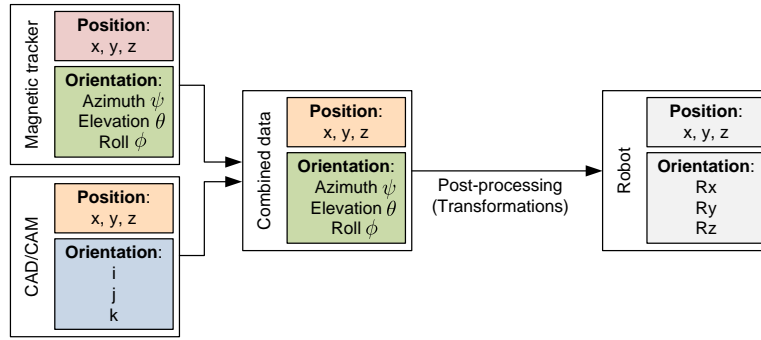 Magnetic tracker
Position:
x, y, z
Orientation:
Azimuth ψ
Elevation θ
Roll ϕ
CAD/CAM
Position:
x, y, z
Orientation:
i
j
k
Combined data
Position:
x, y, z
Orientation:
Azimuth ψ
Elevation θ
Roll ϕ
Post-processing
(Transformations)
Robot
Position:
x, y, z
Orientation:
Rx
Ry
Rz